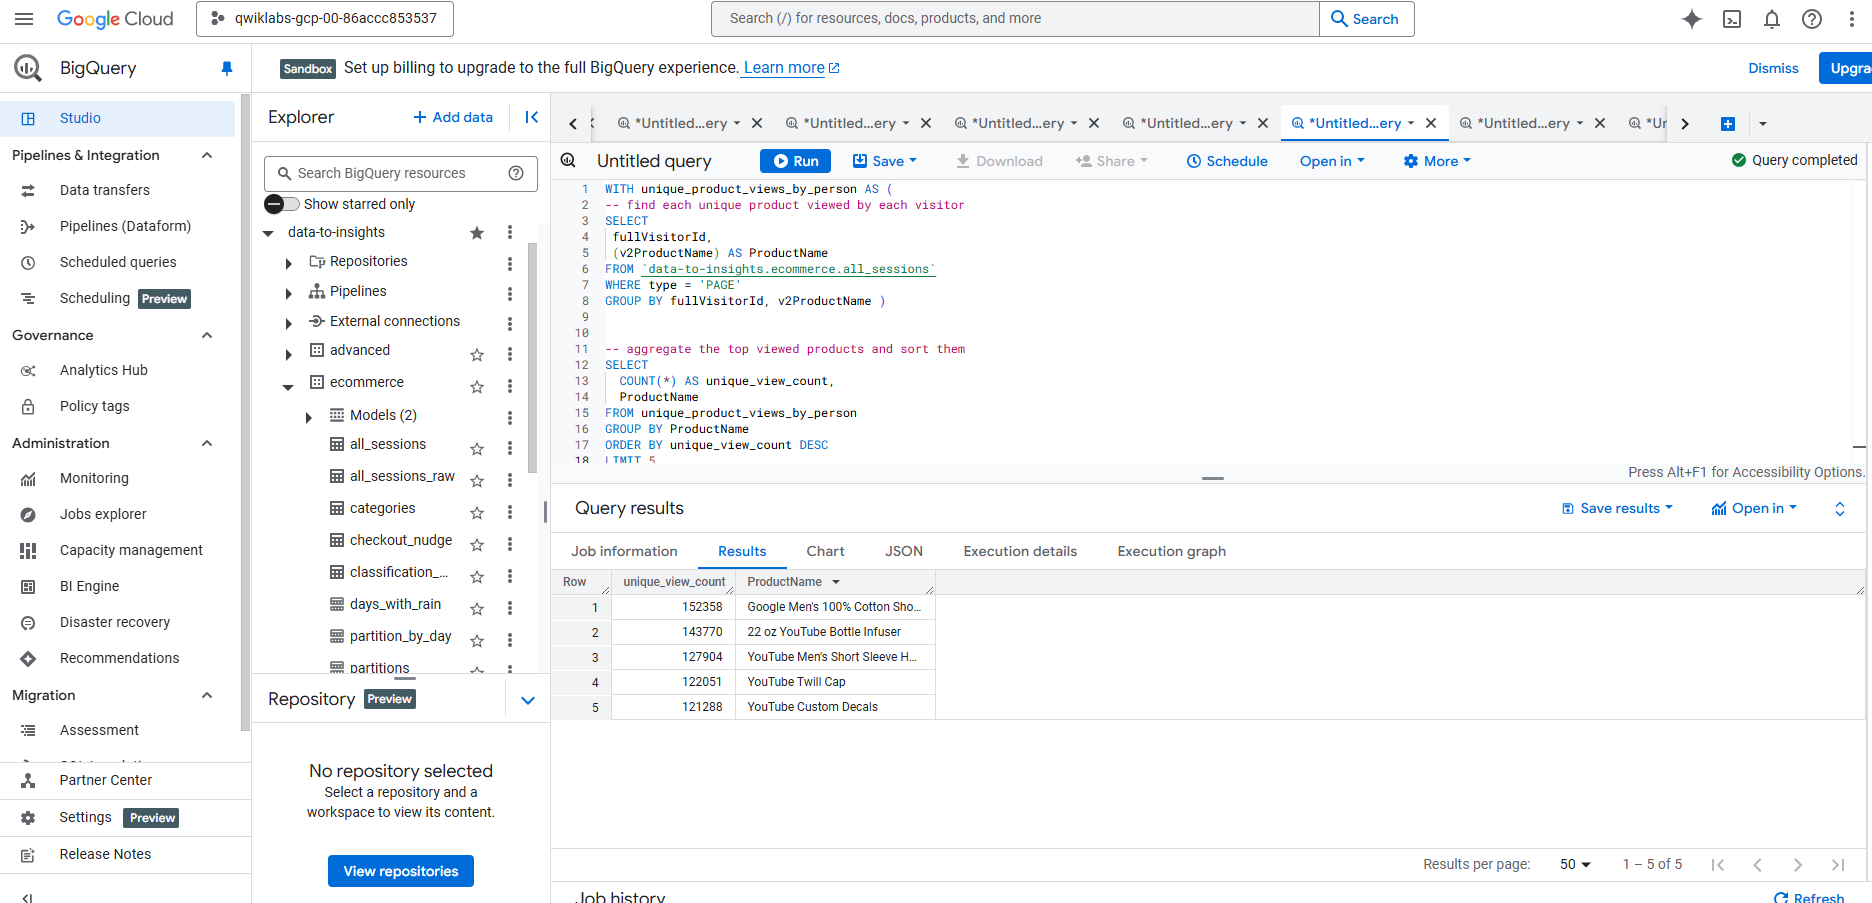 Google Cloud
qwiklabs-gcp-00-86accc853537
Search (/) for resources, docs, products, and more
Search
BigQuery
Sandbox Set up billing to upgrade to the full BigQuery experience. Learn more
Dismiss
Upgra
Studio
Pipelines & Integration
Data transfers
Pipelines (Dataform)
Scheduled queries
Scheduling Preview
Governance
Analytics Hub
Policy tags
Administration
Monitoring
Jobs explorer
Capacity management
BI Engine
Disaster recovery
Recommendations
Migration
Assessment
Partner Center
Settings Preview
Release Notes
Explorer
+ Add data
Search BigQuery resources
Show starred only
data-to-insights
Repositories
Pipelines
External connections
advanced
ecommerce
Models (2)
all_sessions
all_sessions_raw
categories
checkout_nudge
classification_...
days_with_rain
partition_by_day
partitions
Repository Preview
No repository selected
Select a repository and a
workspace to view its content.
View repositories
*Untitled...ery
*Untitled...ery
*Untitled...ery
*Untitled...ery
*Untitled...ery
*Untitled...ery
*Ur
Untitled query
Run
Save
Download
Share
Schedule
Open in
More
Query completed
1 WITH unique_product_views_by_person AS (
2 -- find each unique product viewed by each visitor
3 SELECT
4 fullVisitorId,
5 (v2ProductName) AS ProductName
6 FROM `data-to-insights.ecommerce.all_sessions`
7 WHERE type = 'PAGE'
8 GROUP BY fullVisitorId, v2ProductName )
9
10
11 -- aggregate the top viewed products and sort them
12 SELECT
13 COUNT(*) AS unique_view_count,
14 ProductName
15 FROM unique_product_views_by_person
16 GROUP BY ProductName
17 ORDER BY unique_view_count DESC
18 LIMIT 5
Press Alt+F1 for Accessibility Options.
Query results
Save results
Open in
Job information
Results
Chart
JSON
Execution details
Execution graph
Row unique_view_count ProductName
1 152358 Google Men's 100% Cotton Sho...
2 143770 22 oz YouTube Bottle Infuser
3 127904 YouTube Men's Short Sleeve H...
4 122051 YouTube Twill Cap
5 121288 YouTube Custom Decals
Results per page: 50 1 – 5 of 5
Job history
Refresh